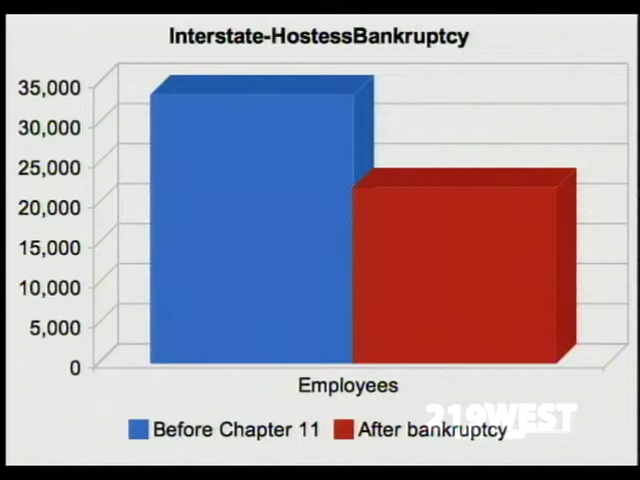 Interstate-HostessBankruptcy
35,000
30,000
25,000
20,000
15,000
10,000
5,000
0
Employees
Before Chapter 11 After bankruptcy
219WEST